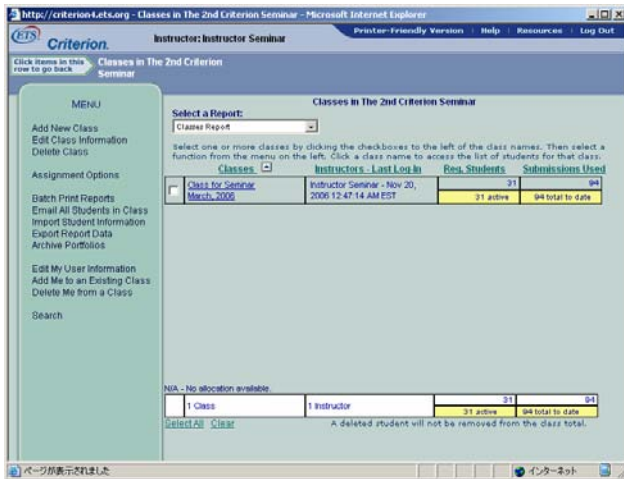 http://criterion4.ets.org - Classes in The 2nd Criterion Seminar - Microsoft Internet Explorer
ETS Criterion.
Instructor: Instructor Seminar
Printer-Friendly Version | Help | Resources | Log Out
Click items in this row to go back
Classes in The 2nd Criterion Seminar
MENU
Add New Class
Edit Class Information
Delete Class
Assignment Options
Batch Print Reports
Email All Students in Class
Import Student Information
Export Report Data
Archive Portfolios
Edit My User Information
Add Me to an Existing Class
Delete Me from a Class
Search
Classes in The 2nd Criterion Seminar
Select a Report:
Classes Report
Select one or more classes by clicking the checkboxes to the left of the class names. Then select a
function from the menu on the left. Click a class name to access the list of students for that class.
Classes Instructors - Last Log In Reg. Students Submissions Used
Class for Seminar
March, 2006
Instructor Seminar - Nov 20,
2006 12:47:14 AM EST
31 94
31 active 94 total to date
N/A - No allocation available.
1 Class 1 Instructor
31 94
31 active 94 total to date
Select All Clear A deleted student will not be removed from the class total.
ページが表示されました インターネット